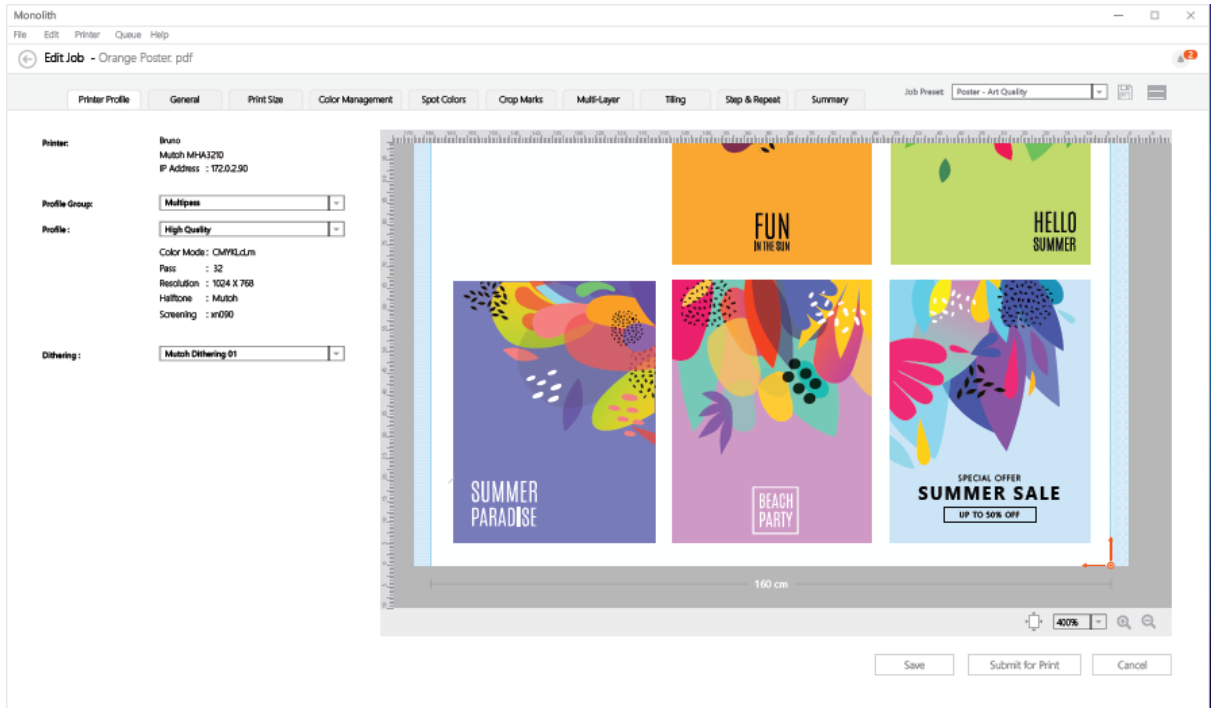 Monolith
File Edit Printer Queue Help
Edit Job - Orange Poster. pdf
2
Printer Profile General Print Size Color Management Spot Colors Crop Marks Multi-Layer Tiling Step & Repeat Summary
Job Preset: Poster - Art Quality
Printer: Bruno
Mutoh MHA3210
IP Address : 172.0.2.90
Profile Group: Multipass
Profile : High Quality
Color Mode : CMYKLcLm
Pass : 32
Resolution : 1024 X 768
Halftone : Mutoh
Screening : xn090
Dithering : Mutoh Dithering 01
FUN
IN THE SUN
HELLO
SUMMER
SUMMER
PARADISE
BEACH
PARTY
SPECIAL OFFER
SUMMER SALE
UP TO 50% OFF
160 cm
400%
Save Submit for Print Cancel